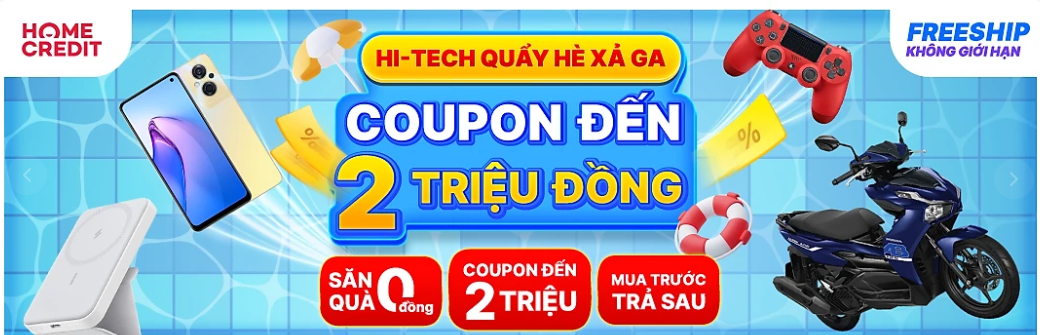 HOME
CREDIT
HI-TECH QUẨY HÈ XẢ GA
COUPON ĐẾN
2 TRIỆU ĐỒNG
FREESHIP
KHÔNG GIỚI HẠN
%
%
SĂN
QUÀ 0 đồng
COUPON ĐẾN
2 TRIỆU
MUA TRƯỚC
TRẢ SAU